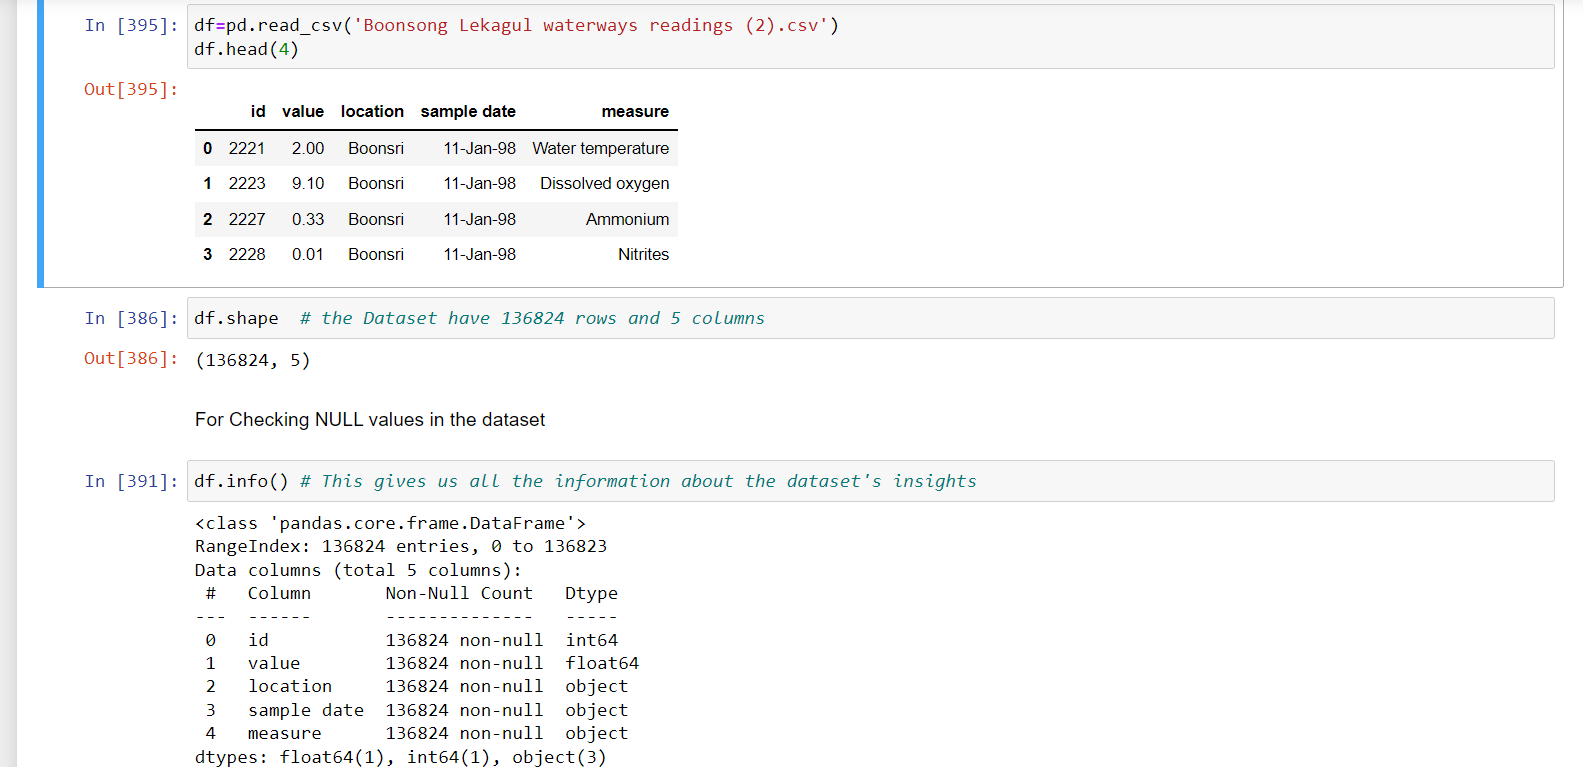 In [395]: df=pd.read_csv('Boonsong Lekagul waterways readings (2).csv')
df.head(4)
Out[395]:
id value location sample date measure
0 2221 2.00 Boonsri 11-Jan-98 Water temperature
1 2223 9.10 Boonsri 11-Jan-98 Dissolved oxygen
2 2227 0.33 Boonsri 11-Jan-98 Ammonium
3 2228 0.01 Boonsri 11-Jan-98 Nitrites
In [386]: df.shape  # the Dataset have 136824 rows and 5 columns
Out[386]: (136824, 5)
For Checking NULL values in the dataset
In [391]: df.info() # This gives us all the information about the dataset's insights
<class 'pandas.core.frame.DataFrame'>
RangeIndex: 136824 entries, 0 to 136823
Data columns (total 5 columns):
#   Column       Non-Null Count   Dtype
---  ------       --------------   -----
0   id           136824 non-null  int64
1   value        136824 non-null  float64
2   location     136824 non-null  object
3   sample date  136824 non-null  object
4   measure      136824 non-null  object
dtypes: float64(1), int64(1), object(3)